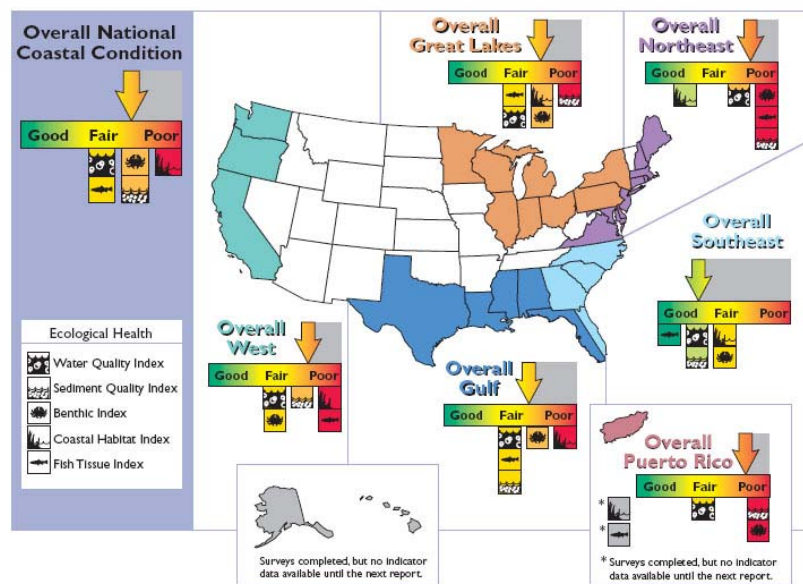 Overall National
Coastal Condition
Good Fair Poor
Ecological Health
Water Quality Index
Sediment Quality Index
Benthic Index
Coastal Habitat Index
Fish Tissue Index
Overall
Great Lakes
Good Fair Poor
Overall
Northeast
Good Fair Poor
Overall
Southeast
Good Fair Poor
Overall
West
Good Fair Poor
Overall
Gulf
Good Fair Poor
Overall
Puerto Rico
Good Fair Poor
*
*
* Surveys completed, but no indicator
data available until the next report.
Surveys completed, but no indicator
data available until the next report.